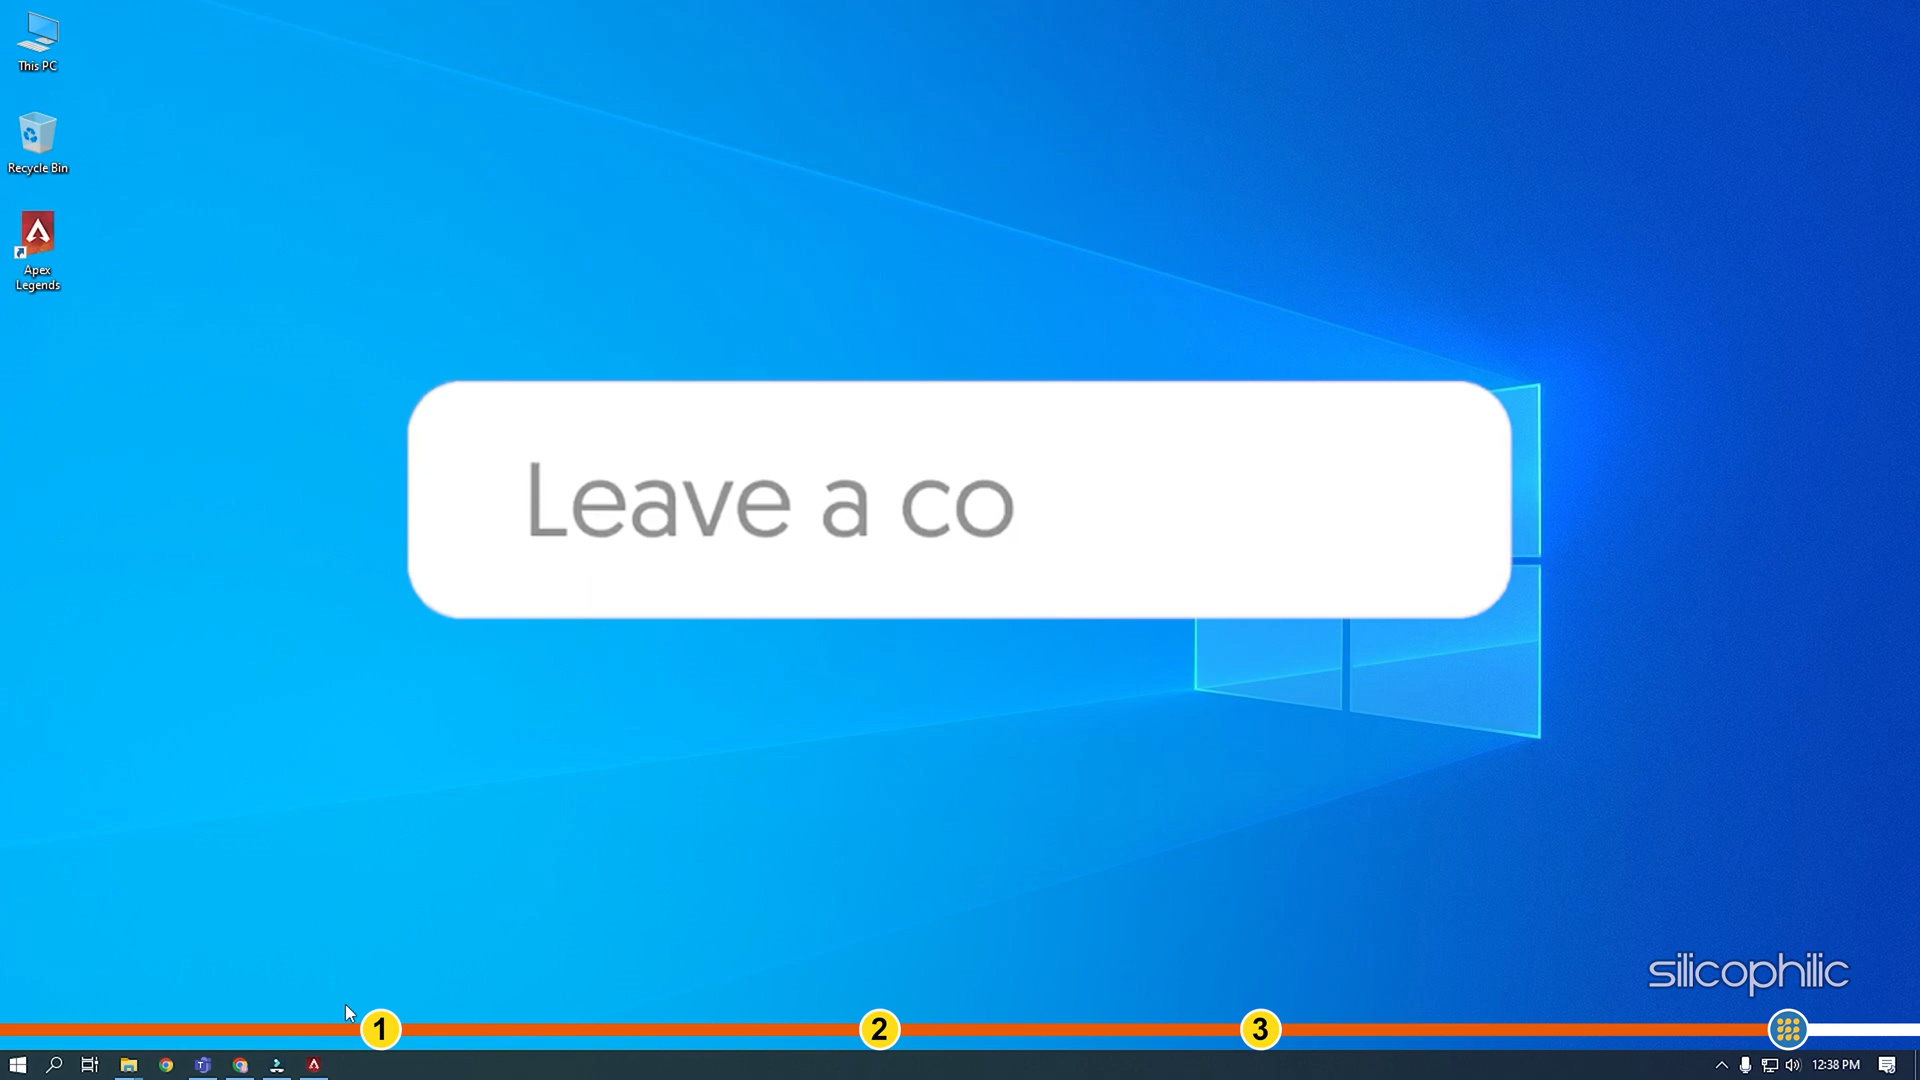 This PC
Recycle Bin
Apex
Legends
Leave a co
silicophilic
1
2
3
12:38 PM